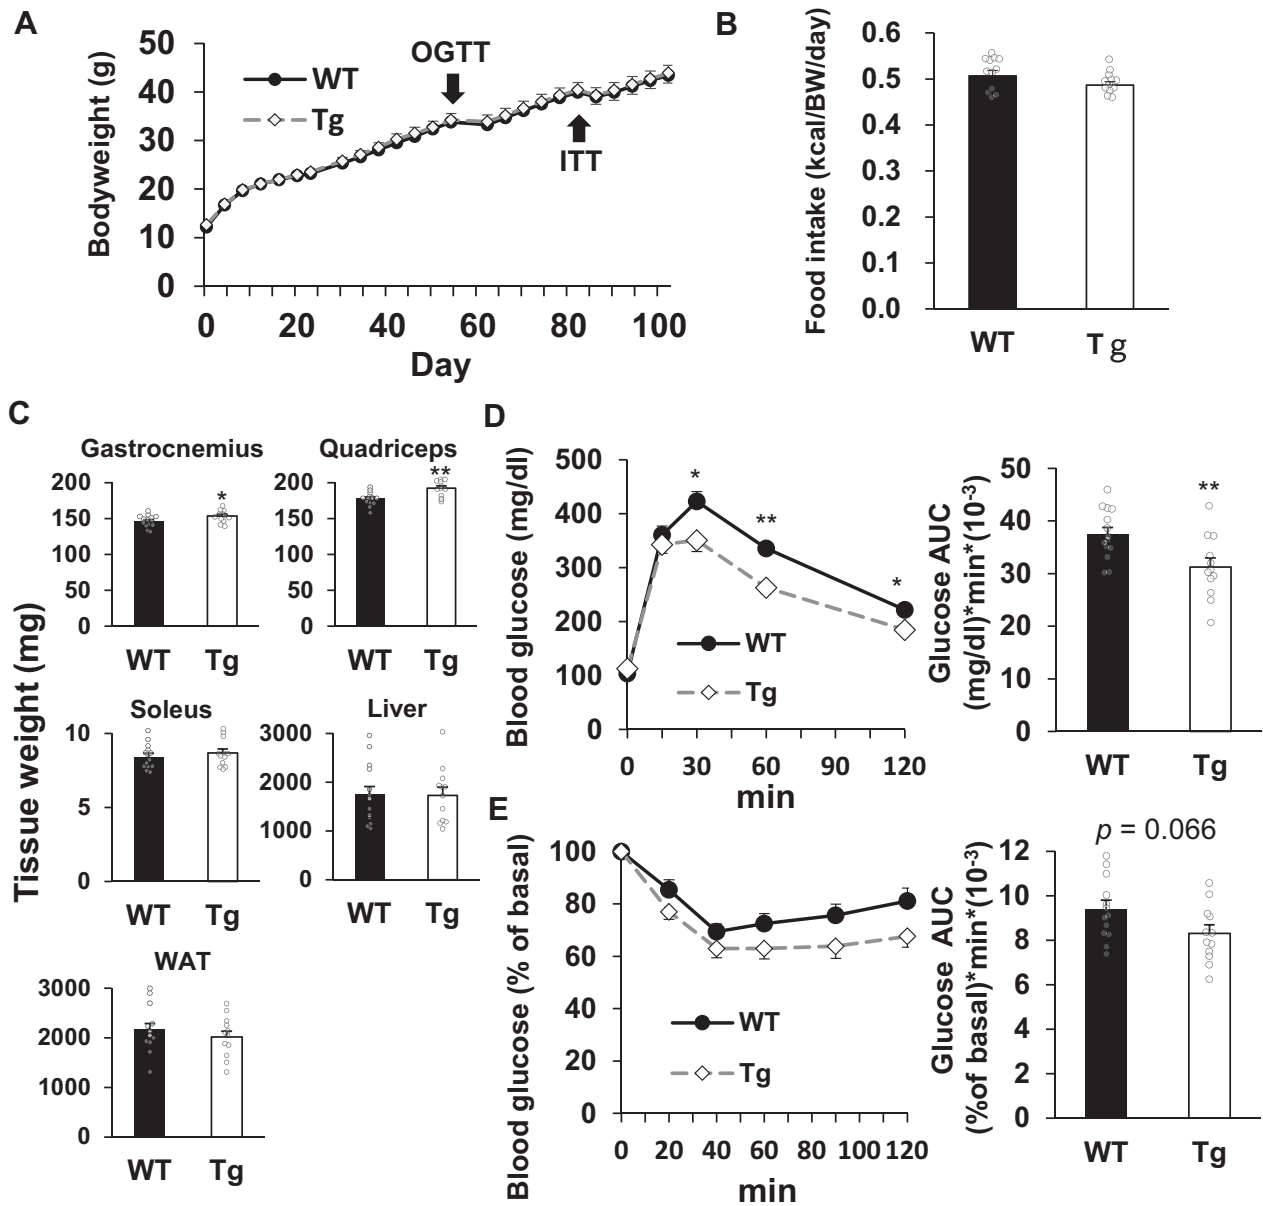 A
50
40
30
20
10
0
Bodyweight (g)
WT
Tg
OGTT
ITT
0 20 40 60 80 100
Day
B
0.6
0.5
0.4
0.3
0.2
0.1
0.0
Food intake (kcal/BW/day)
WT Tg
C
Tissue weight (mg)
Gastrocnemius
200
150
100
50
0
*
WT Tg
Quadriceps
200
150
100
50
0
**
WT Tg
Soleus
10
5
0
WT Tg
Liver
3000
2000
1000
0
WT Tg
WAT
3000
2000
1000
0
WT Tg
D
500
400
300
200
100
0
Blood glucose (mg/dl)
*
**
*
WT
Tg
0 30 60 90 120
min
Glucose AUC
(mg/dl)*min*(10-3)
50
40
30
20
10
0
**
WT Tg
E
100
80
60
40
20
0
Blood glucose (% of basal)
WT
Tg
0 20 40 60 80 100 120
min
p = 0.066
Glucose AUC
(%of basal)*min*(10-3)
12
10
8
6
4
2
0
WT Tg